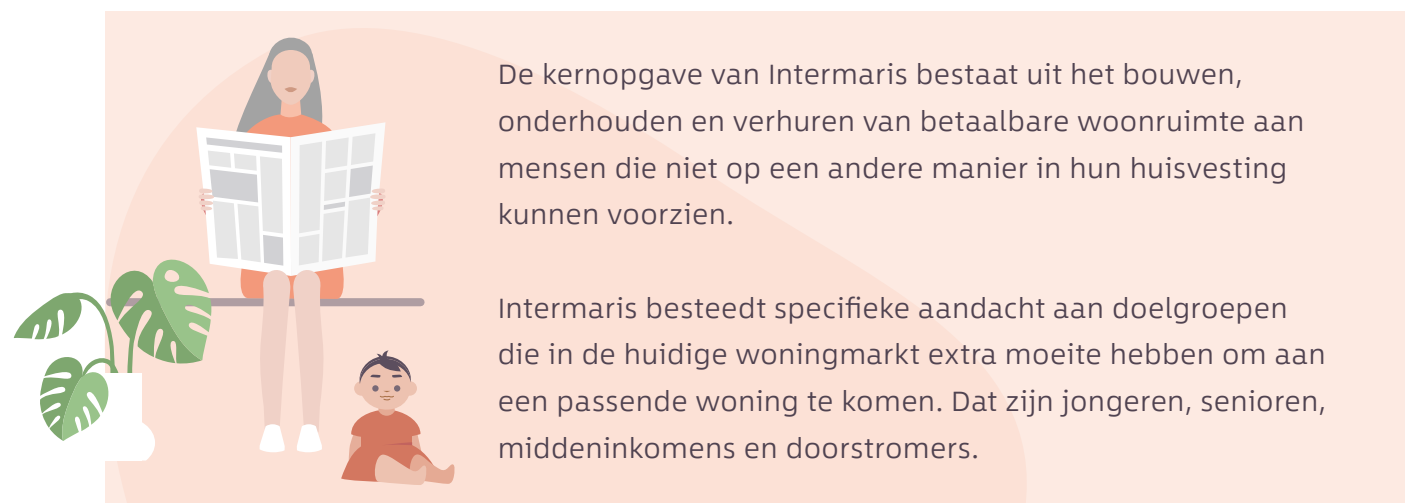 De kernopgave van Intermaris bestaat uit het bouwen,
onderhouden en verhuren van betaalbare woonruimte aan
mensen die niet op een andere manier in hun huisvesting
kunnen voorzien.
Intermaris besteedt specifieke aandacht aan doelgroepen
die in de huidige woningmarkt extra moeite hebben om aan
een passende woning te komen. Dat zijn jongeren, senioren,
middeninkomens en doorstromers.